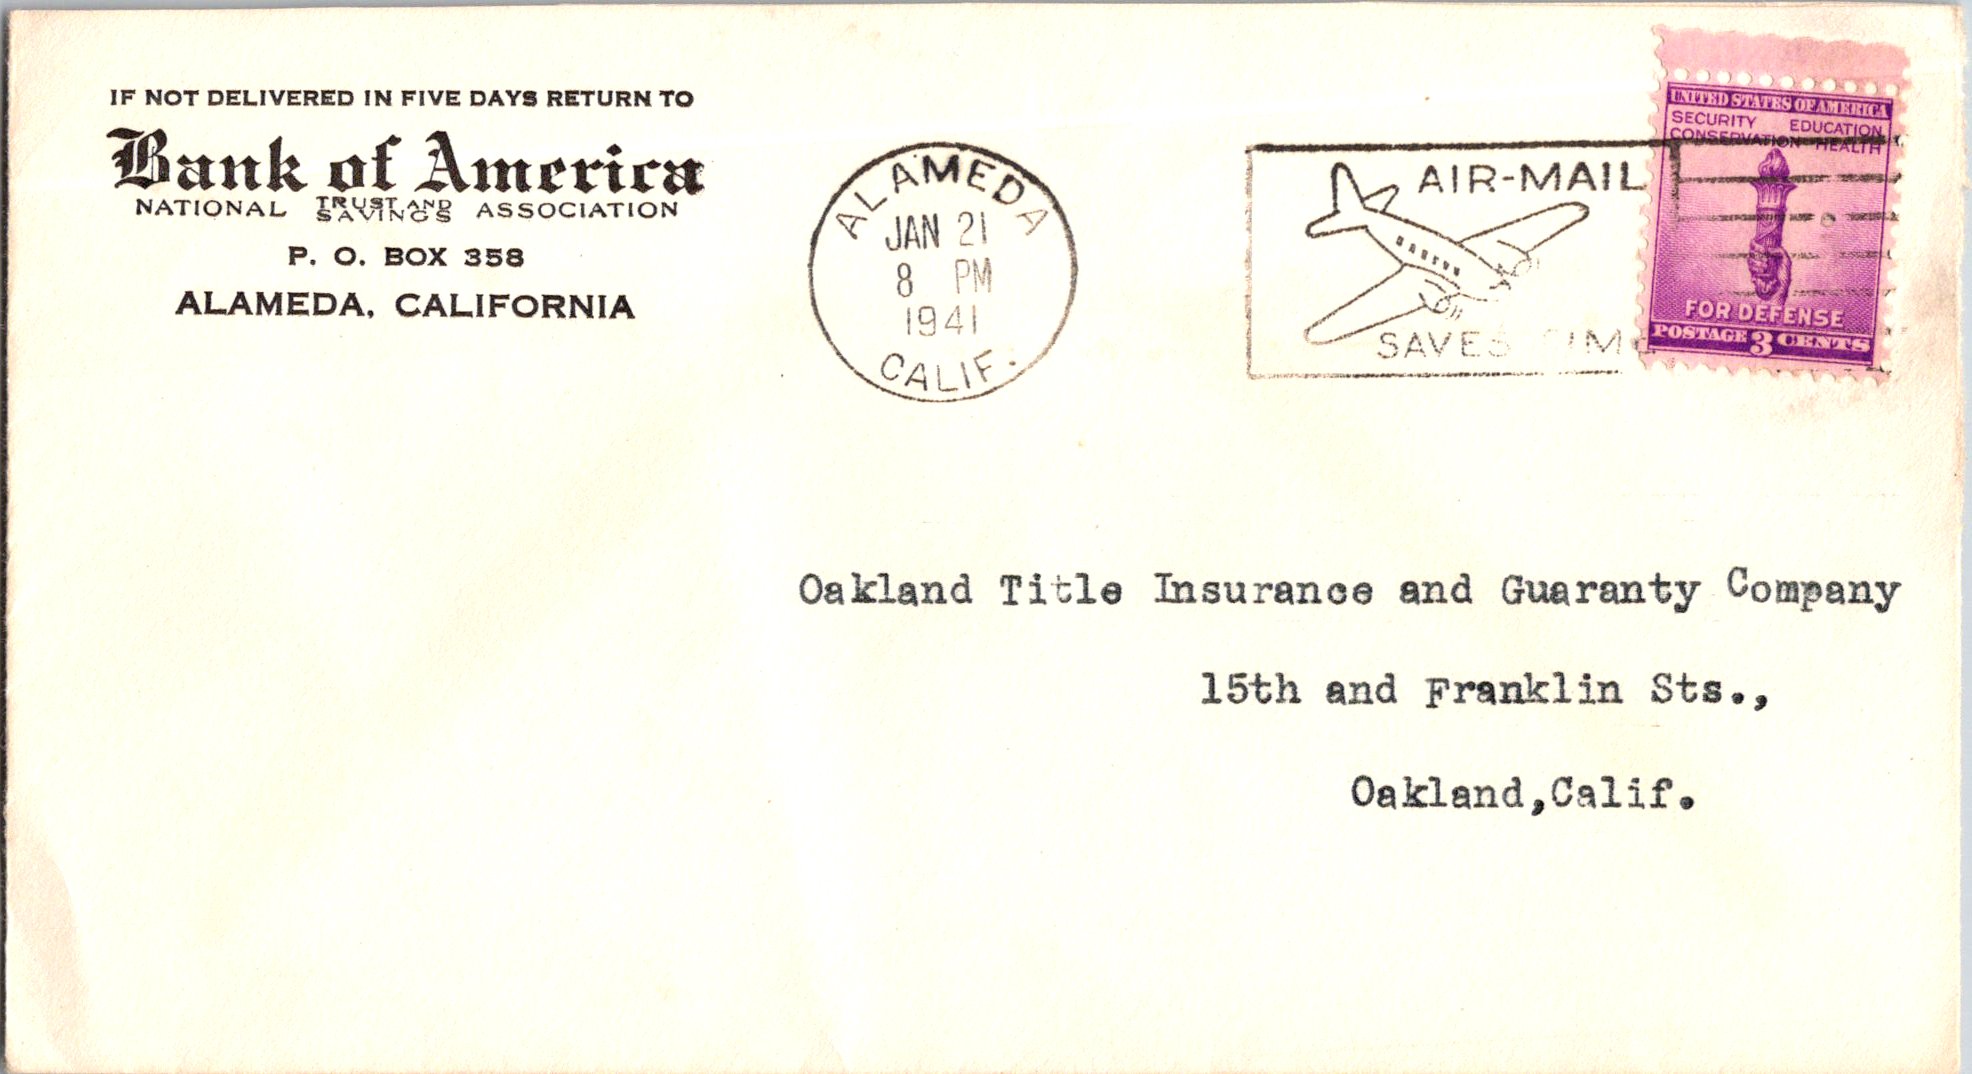 IF NOT DELIVERED IN FIVE DAYS RETURN TO
Bank of America
NATIONAL TRUST AND SAVINGS ASSOCIATION
P. O. BOX 358
ALAMEDA, CALIFORNIA
ALAMEDA
JAN 21
8 PM
1941
CALIF.
AIR-MAIL
SAVES
UNITED STATES OF AMERICA
SECURITY EDUCATION
CONSERVATION HEALTH
FOR DEFENSE
POSTAGE 3 CENTS
Oakland Title Insurance and Guaranty Company
15th and Franklin Sts.,
Oakland,Calif.